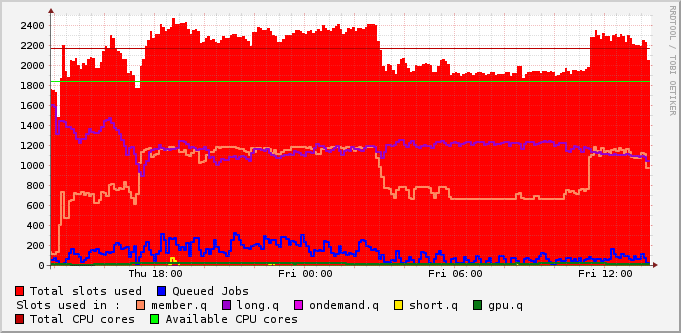 RRDTOOL / TOBI OETIKER
2400
2200
2000
1800
1600
1400
1200
1000
800
600
400
200
0
Thu 18:00 Fri 00:00 Fri 06:00 Fri 12:00
Total slots used Queued Jobs
Slots used in : member.q long.q ondemand.q short.q gpu.q
Total CPU cores Available CPU cores